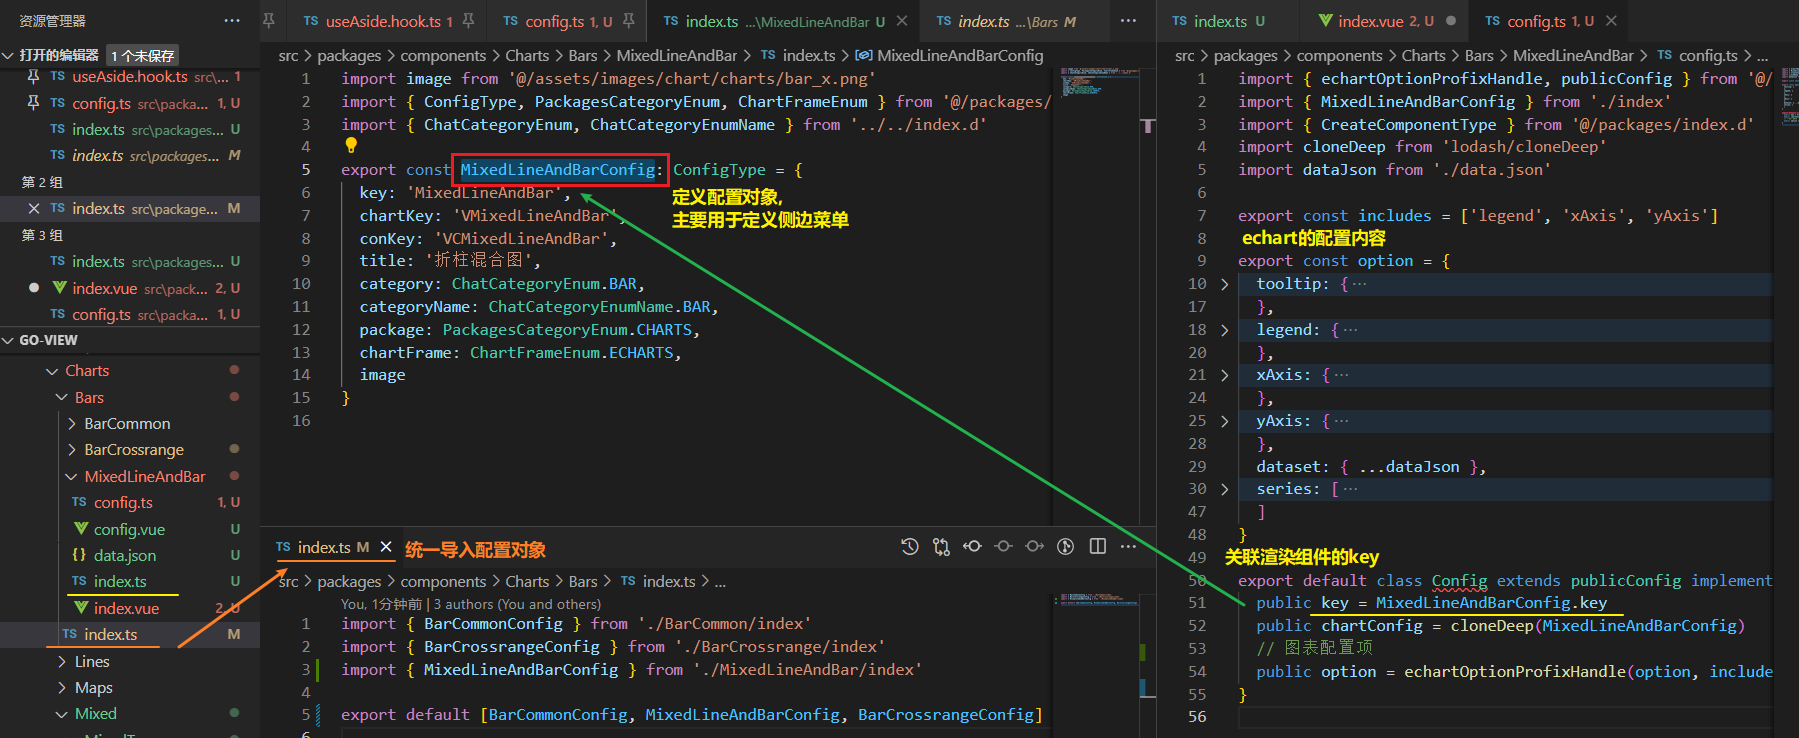 资源管理器
打开的编辑器
1 个未保存
TS useAside.hook.ts src\... 1
TS config.ts src\packa... 1, U
TS index.ts src\packages... U
TS index.ts src\packages... M
第 2 组
TS index.ts src\package... M
第 3 组
TS index.ts src\packages... U
index.vue src\pack... 2, U
TS config.ts src\packa... 1, U
GO-VIEW
Charts
Bars
BarCommon
BarCrossrange
MixedLineAndBar
TS config.ts 1, U
config.vue U
{} data.json U
TS index.ts U
index.vue 2, U
TS index.ts M
Lines
Maps
Mixed
TS useAside.hook.ts 1
TS config.ts 1, U
TS index.ts ...\MixedLineAndBar U
TS index.ts ...\Bars M
src > packages > components > Charts > Bars > MixedLineAndBar > TS index.ts > MixedLineAndBarConfig
1 import image from '@/assets/images/chart/charts/bar_x.png'
2 import { ConfigType, PackagesCategoryEnum, ChartFrameEnum } from '@/packages/
3 import { ChatCategoryEnum, ChatCategoryEnumName } from '../../index.d'
4
5 export const MixedLineAndBarConfig: ConfigType = {
6 key: 'MixedLineAndBar',
7 chartKey: 'VMixedLineAndBar',
8 conKey: 'VCMixedLineAndBar',
9 title: '折柱混合图',
10 category: ChatCategoryEnum.BAR,
11 categoryName: ChatCategoryEnumName.BAR,
12 package: PackagesCategoryEnum.CHARTS,
13 chartFrame: ChartFrameEnum.ECHARTS,
14 image
15 }
16
定义配置对象,
主要用于定义侧边菜单
TS index.ts M
统一导入配置对象
src > packages > components > Charts > Bars > TS index.ts > ...
You, 1分钟前 | 3 authors (You and others)
1 import { BarCommonConfig } from './BarCommon/index'
2 import { BarCrossrangeConfig } from './BarCrossrange/index'
3 import { MixedLineAndBarConfig } from './MixedLineAndBar/index'
4
5 export default [BarCommonConfig, MixedLineAndBarConfig, BarCrossrangeConfig]
6
TS index.ts U
index.vue 2, U
TS config.ts 1, U
src > packages > components > Charts > Bars > MixedLineAndBar > TS config.ts > ...
1 import { echartOptionProfixHandle, publicConfig } from '@/
2 import { MixedLineAndBarConfig } from './index'
3 import { CreateComponentType } from '@/packages/index.d'
4 import cloneDeep from 'lodash/cloneDeep'
5 import dataJson from './data.json'
6
7 export const includes = ['legend', 'xAxis', 'yAxis']
8 echart的配置内容
9 export const option = {
10 tooltip: {···
17 },
18 legend: {···
20 },
21 xAxis: {···
24 },
25 yAxis: {···
28 },
29 dataset: { ...dataJson },
30 series: [···
47 ]
48 }
49 关联渲染组件的key
50 export default class Config extends publicConfig implement
51 public key = MixedLineAndBarConfig.key
52 public chartConfig = cloneDeep(MixedLineAndBarConfig)
53 // 图表配置项
54 public option = echartOptionProfixHandle(option, include
55 }
56